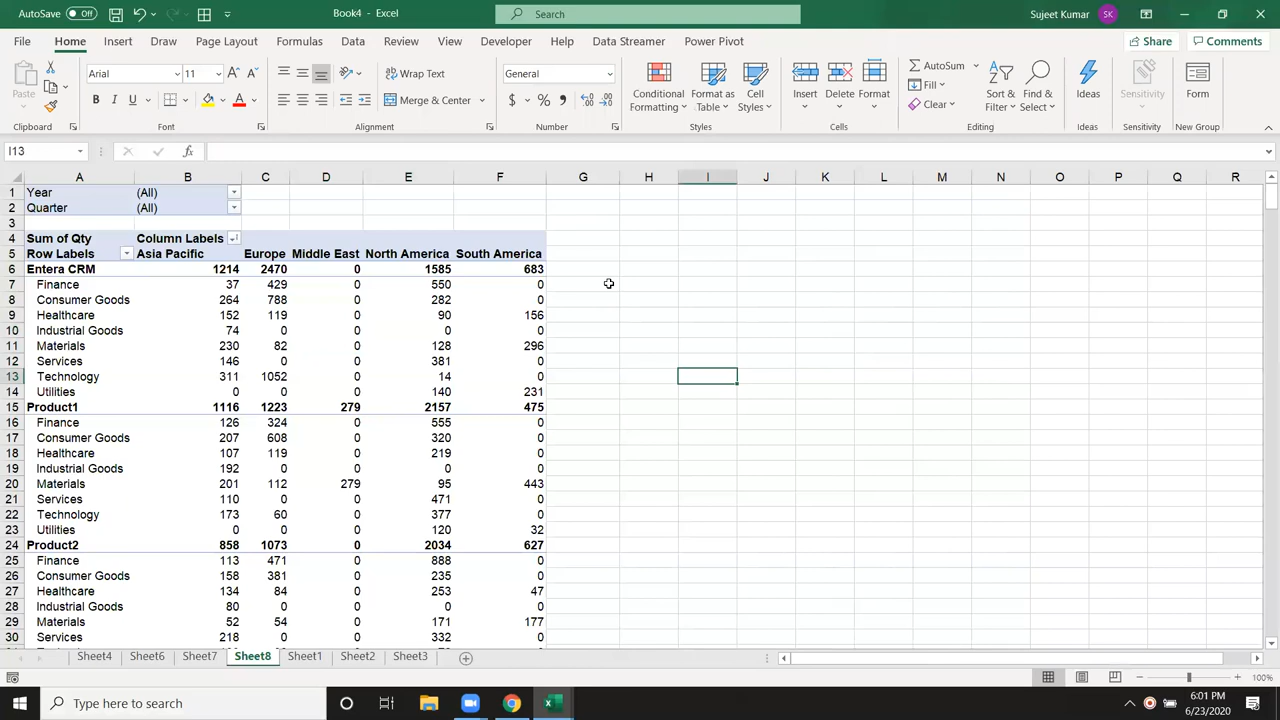 AutoSave Off Book4 - Excel Search Sujeet Kumar SK
File Home Insert Draw Page Layout Formulas Data Review View Developer Help Data Streamer Power Pivot Share Comments
Paste Arial 11 Wrap Text General Conditional Formatting Format as Table Cell Styles Insert Delete Format AutoSum Fill Clear Sort & Filter Find & Select Ideas Sensitivity Form
B I U A Merge & Center $ % 9
Clipboard Font Alignment Number Styles Cells Editing Ideas Sensitivity New Group
I13 fx
A B C D E F G H I J K L M N O P Q R
1 Year (All)
2 Quarter (All)
3
4 Sum of Qty Column Labels
5 Row Labels Asia Pacific Europe Middle East North America South America
6 Entera CRM 1214 2470 0 1585 683
7 Finance 37 429 0 550 0
8 Consumer Goods 264 788 0 282 0
9 Healthcare 152 119 0 90 156
10 Industrial Goods 74 0 0 0 0
11 Materials 230 82 0 128 296
12 Services 146 0 0 381 0
13 Technology 311 1052 0 14 0
14 Utilities 0 0 0 140 231
15 Product1 1116 1223 279 2157 475
16 Finance 126 324 0 555 0
17 Consumer Goods 207 608 0 320 0
18 Healthcare 107 119 0 219 0
19 Industrial Goods 192 0 0 0 0
20 Materials 201 112 279 95 443
21 Services 110 0 0 471 0
22 Technology 173 60 0 377 0
23 Utilities 0 0 0 120 32
24 Product2 858 1073 0 2034 627
25 Finance 113 471 0 888 0
26 Consumer Goods 158 381 0 235 0
27 Healthcare 134 84 0 253 47
28 Industrial Goods 80 0 0 0 0
29 Materials 52 54 0 171 177
30 Services 218 0 0 332 0
Sheet4 Sheet6 Sheet7 Sheet8 Sheet1 Sheet2 Sheet3
100%
Type here to search 6:01 PM
6/23/2020